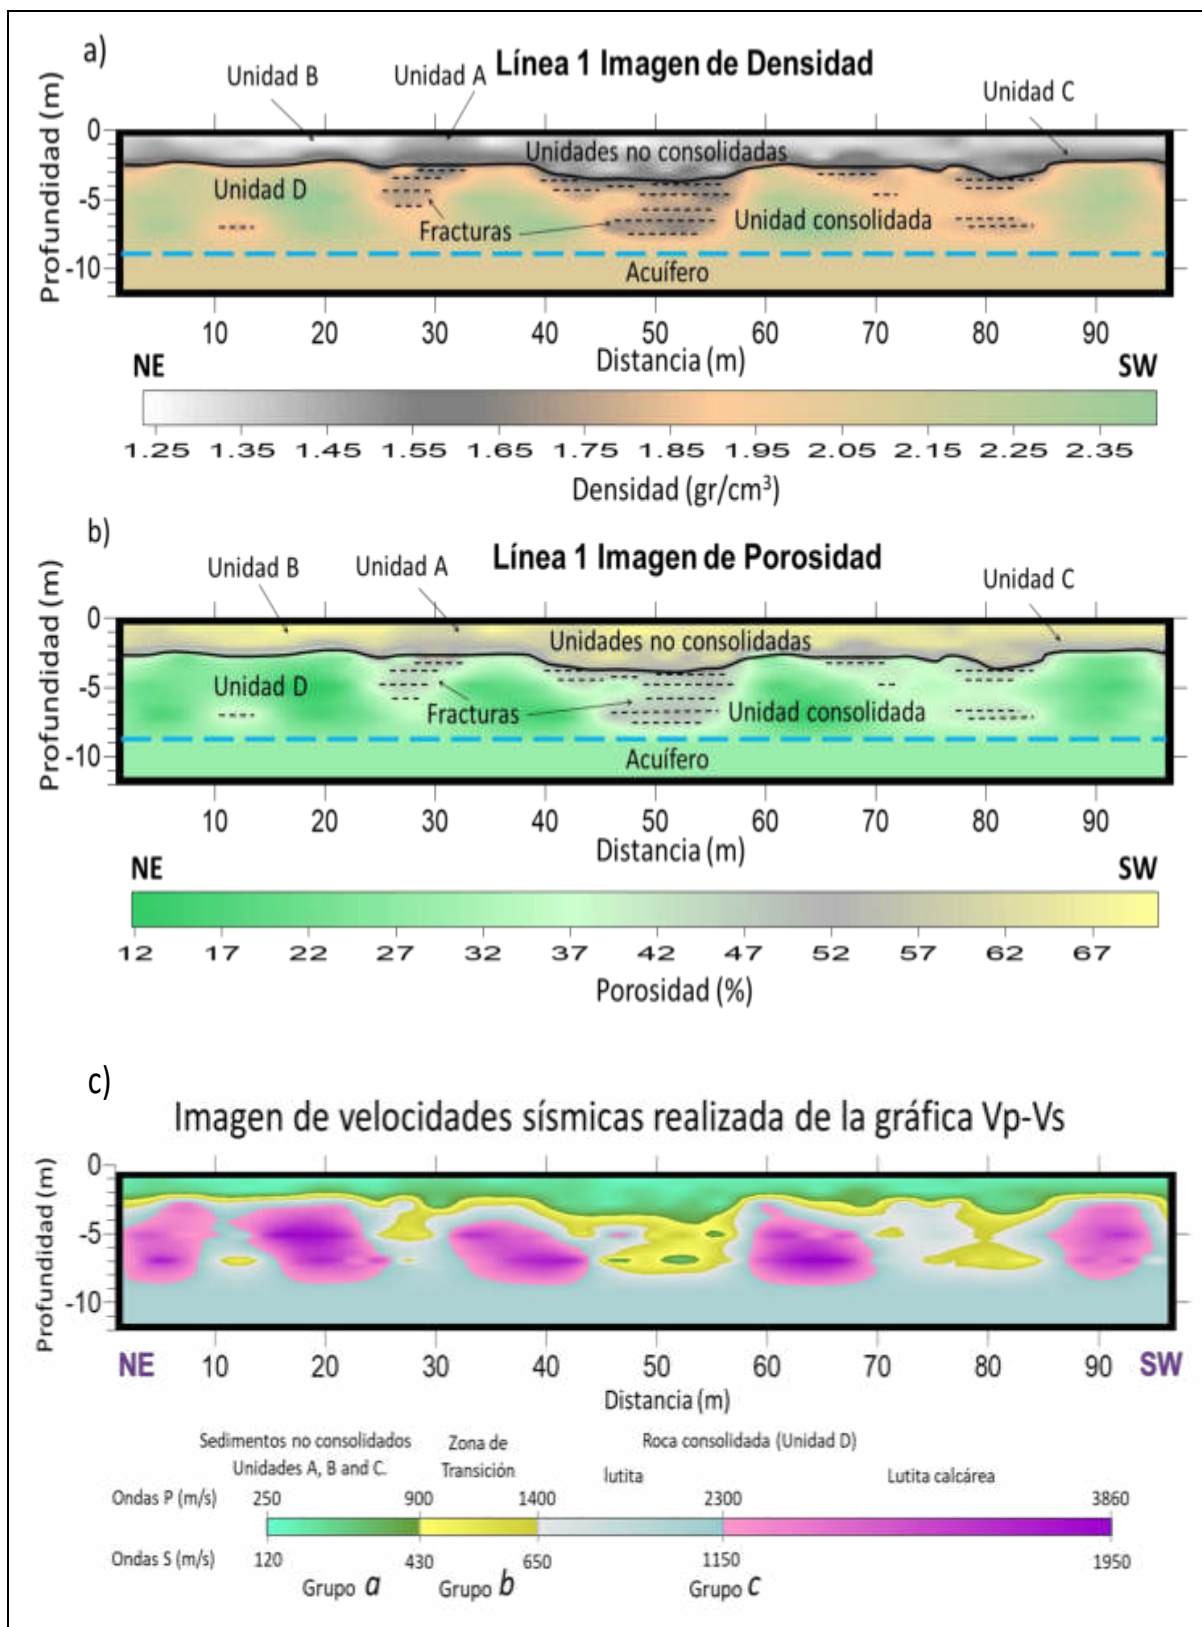 a)
Línea 1 Imagen de Densidad
Unidad B
Unidad A
Unidad C
Profundidad (m)
0
-5
-10
Unidades no consolidadas
Unidad D
Fracturas
Unidad consolidada
Acuífero
10 20 30 40 50 60 70 80 90
Distancia (m)
NE
SW
1.25 1.35 1.45 1.55 1.65 1.75 1.85 1.95 2.05 2.15 2.25 2.35
Densidad (gr/cm³)
b)
Línea 1 Imagen de Porosidad
Unidad B
Unidad A
Unidad C
Profundidad (m)
0
-5
-10
Unidades no consolidadas
Unidad D
Fracturas
Unidad consolidada
Acuífero
10 20 30 40 50 60 70 80 90
Distancia (m)
NE
SW
12 17 22 27 32 37 42 47 52 57 62 67
Porosidad (%)
c)
Imagen de velocidades sísmicas realizada de la gráfica Vp-Vs
Profundidad (m)
0
-5
-10
NE 10 20 30 40 50 60 70 80 90 SW
Distancia (m)
Sedimentos no consolidados
Unidades A, B and C.
Zona de
Transición
Roca consolidada (Unidad D)
lutita
Lutita calcárea
Ondas P (m/s) 250 900 1400 2300 3860
Ondas S (m/s) 120 430 650 1150 1950
Grupo a
Grupo b
Grupo c